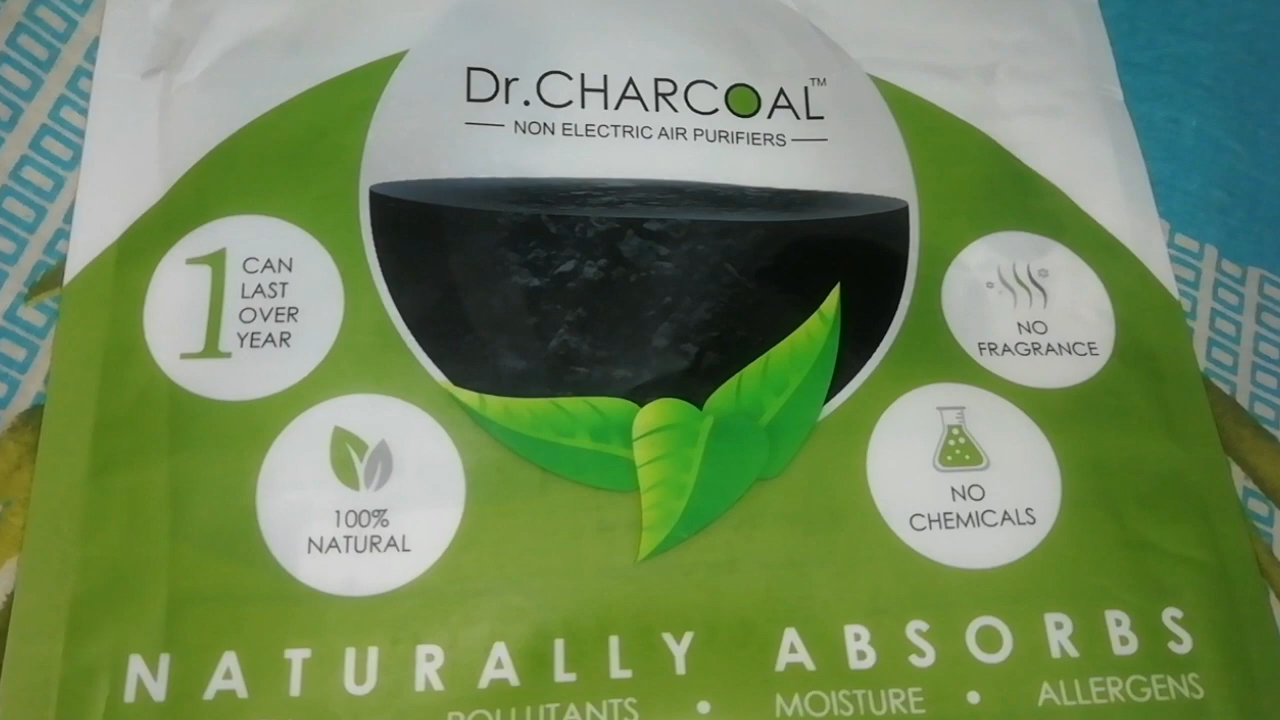 Dr.CHARCOAL™
NON ELECTRIC AIR PURIFIERS
1 CAN
LAST
OVER
YEAR
NO
FRAGRANCE
100%
NATURAL
NO
CHEMICALS
NATURALLY ABSORBS
POLLUTANTS • MOISTURE • ALLERGENS